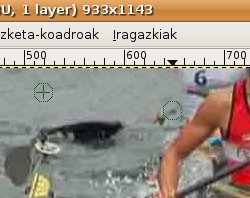 U, 1 layer) 933x1143
zketa-koadroak Iragazkiak
500 600 700
6